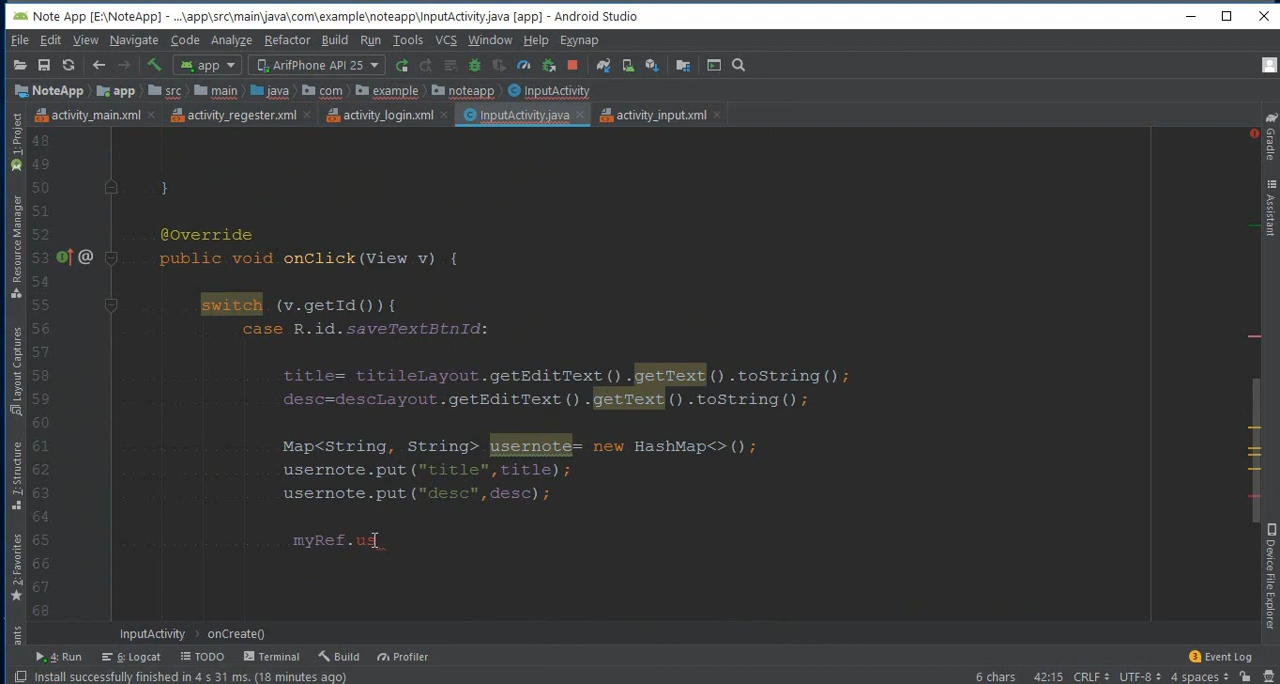 Note App [E:\NoteApp] - ...\app\src\main\java\com\example\noteapp\InputActivity.java [app] - Android Studio
File Edit View Navigate Code Analyze Refactor Build Run Tools VCS Window Help Exynap
app ArifPhone API 25
NoteApp app src main java com example noteapp InputActivity
activity_main.xml activity_regester.xml activity_login.xml InputActivity.java activity_input.xml
48
49
50 }
51
52 @Override
53 @ public void onClick(View v) {
54
55 switch (v.getId()){
56 case R.id.saveTextBtnId:
57
58 title= titileLayout.getEditText().getText().toString();
59 desc=descLayout.getEditText().getText().toString();
60
61 Map<String, String> usernote= new HashMap<>();
62 usernote.put("title",title);
63 usernote.put("desc",desc);
64
65 myRef.us
66
67
68
1: Project
Resource Manager
Layout Captures
7: Structure
2: Favorites
ants
Gradle
Assistant
Device File Explorer
InputActivity onCreate()
4: Run 6: Logcat TODO Terminal Build Profiler 3 Event Log
Install successfully finished in 4 s 31 ms. (18 minutes ago) 6 chars 42:15 CRLF UTF-8 4 spaces